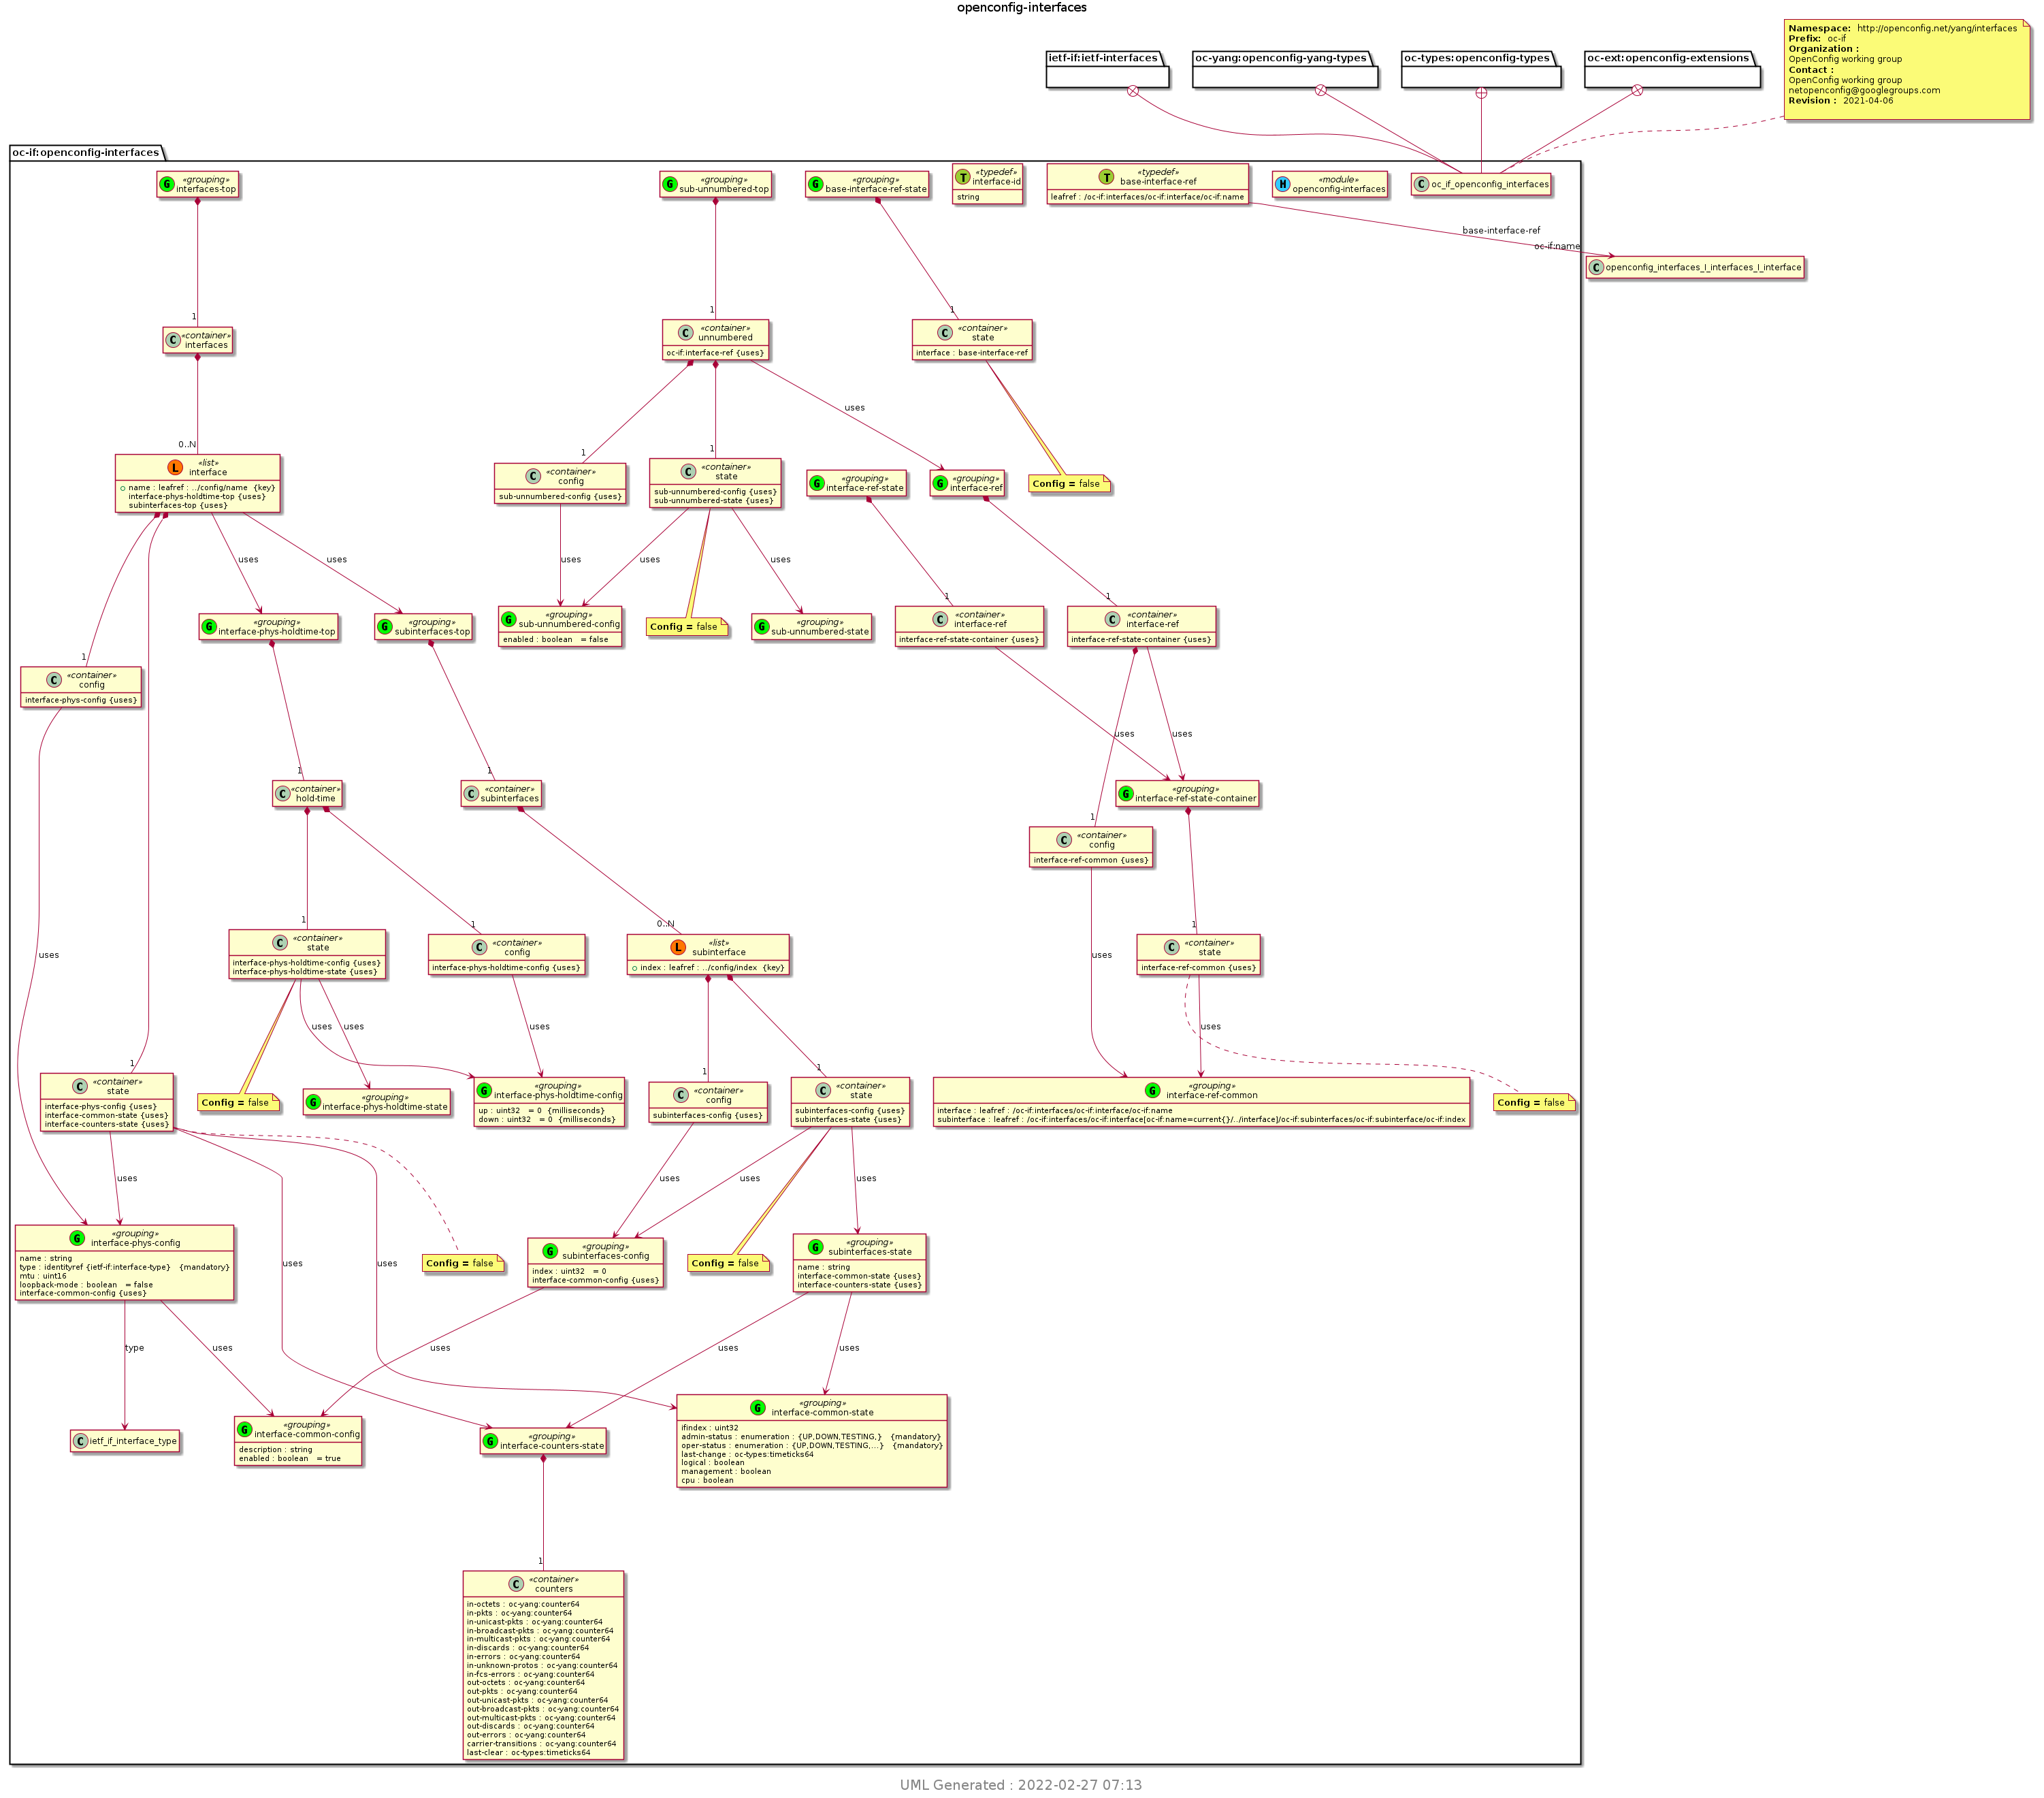 openconfig-interfaces
Namespace: http://openconfig.net/yang/interfaces
Prefix: oc-if
Organization :
OpenConfig working group
Contact :
OpenConfig working group
netopenconfig@googlegroups.com
Revision : 2021-04-06
ietf-if:ietf-interfaces
oc-yang:openconfig-yang-types
oc-types:openconfig-types
oc-ext:openconfig-extensions
oc-if:openconfig-interfaces
G «grouping»
interfaces-top
G «grouping»
sub-unnumbered-top
G «grouping»
base-interface-ref-state
T «typedef»
interface-id
string
T «typedef»
base-interface-ref
leafref : /oc-if:interfaces/oc-if:interface/oc-if:name
M «module»
openconfig-interfaces
C oc_if_openconfig_interfaces
base-interface-ref
oc-if:name
C openconfig_interfaces_I_interfaces_I_interface
1
C «container»
interfaces
1
C «container»
unnumbered
oc-if:interface-ref {uses}
1
C «container»
state
interface : base-interface-ref
uses
0..N
L «list»
interface
name : leafref : ../config/name {key}
interface-phys-holdtime-top {uses}
subinterfaces-top {uses}
1
C «container»
config
sub-unnumbered-config {uses}
1
C «container»
state
sub-unnumbered-config {uses}
sub-unnumbered-state {uses}
G «grouping»
interface-ref-state
G «grouping»
interface-ref
Config = false
uses
uses
uses
uses
uses
G «grouping»
interface-phys-holdtime-top
G «grouping»
subinterfaces-top
G «grouping»
sub-unnumbered-config
enabled : boolean = false
Config = false
G «grouping»
sub-unnumbered-state
1
C «container»
interface-ref
interface-ref-state-container {uses}
1
C «container»
interface-ref
interface-ref-state-container {uses}
1
C «container»
config
interface-phys-config {uses}
uses
uses
1
C «container»
hold-time
1
C «container»
subinterfaces
G «grouping»
interface-ref-state-container
1
C «container»
config
interface-ref-common {uses}
uses
1
C «container»
state
interface-phys-holdtime-config {uses}
interface-phys-holdtime-state {uses}
1
C «container»
config
interface-phys-holdtime-config {uses}
0..N
L «list»
subinterface
index : leafref : ../config/index {key}
uses
1
C «container»
state
interface-ref-common {uses}
uses
uses
uses
uses
1
C «container»
state
interface-phys-config {uses}
interface-common-state {uses}
interface-counters-state {uses}
Config = false
G «grouping»
interface-phys-holdtime-state
G «grouping»
interface-phys-holdtime-config
up : uint32 = 0 {milliseconds}
down : uint32 = 0 {milliseconds}
1
C «container»
config
subinterfaces-config {uses}
1
C «container»
state
subinterfaces-config {uses}
subinterfaces-state {uses}
G «grouping»
interface-ref-common
interface : leafref : /oc-if:interfaces/oc-if:interface/oc-if:name
subinterface : leafref : /oc-if:interfaces/oc-if:interface[oc-if:name=current{}/../interface]/oc-if:subinterfaces/oc-if:subinterface/oc-if:index
Config = false
uses
uses
uses
uses
G «grouping»
interface-phys-config
name : string
type : identityref {ietf-if:interface-type} {mandatory}
mtu : uint16
loopback-mode : boolean = false
interface-common-config {uses}
uses
uses
Config = false
G «grouping»
subinterfaces-config
index : uint32 = 0
interface-common-config {uses}
Config = false
G «grouping»
subinterfaces-state
name : string
interface-common-state {uses}
interface-counters-state {uses}
type
uses
uses
uses
uses
C ietf_if_interface_type
G «grouping»
interface-common-config
description : string
enabled : boolean = true
G «grouping»
interface-counters-state
G «grouping»
interface-common-state
ifindex : uint32
admin-status : enumeration : {UP,DOWN,TESTING,} {mandatory}
oper-status : enumeration : {UP,DOWN,TESTING,...} {mandatory}
last-change : oc-types:timeticks64
logical : boolean
management : boolean
cpu : boolean
1
C «container»
counters
in-octets : oc-yang:counter64
in-pkts : oc-yang:counter64
in-unicast-pkts : oc-yang:counter64
in-broadcast-pkts : oc-yang:counter64
in-multicast-pkts : oc-yang:counter64
in-discards : oc-yang:counter64
in-errors : oc-yang:counter64
in-unknown-protos : oc-yang:counter64
in-fcs-errors : oc-yang:counter64
out-octets : oc-yang:counter64
out-pkts : oc-yang:counter64
out-unicast-pkts : oc-yang:counter64
out-broadcast-pkts : oc-yang:counter64
out-multicast-pkts : oc-yang:counter64
out-discards : oc-yang:counter64
out-errors : oc-yang:counter64
carrier-transitions : oc-yang:counter64
last-clear : oc-types:timeticks64
UML Generated : 2022-02-27 07:13